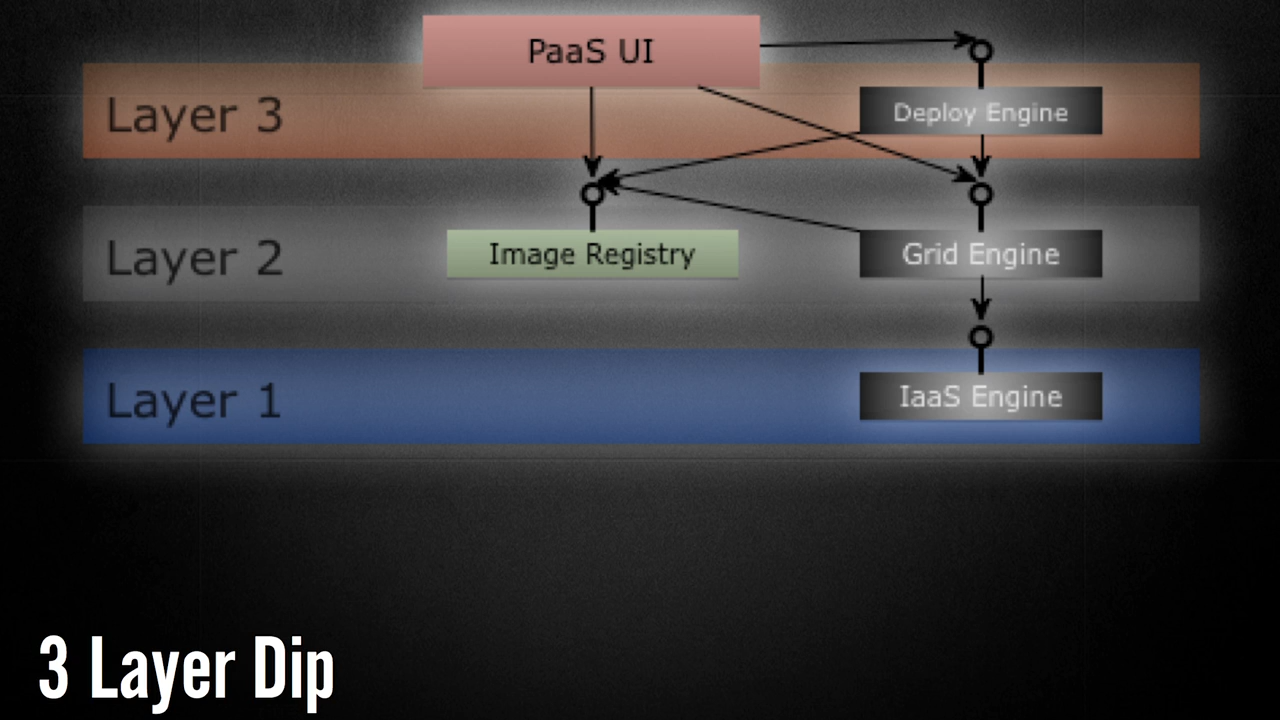 PaaS UI
Layer 3
Deploy Engine
Layer 2
Image Registry
Grid Engine
Layer 1
IaaS Engine
3 Layer Dip